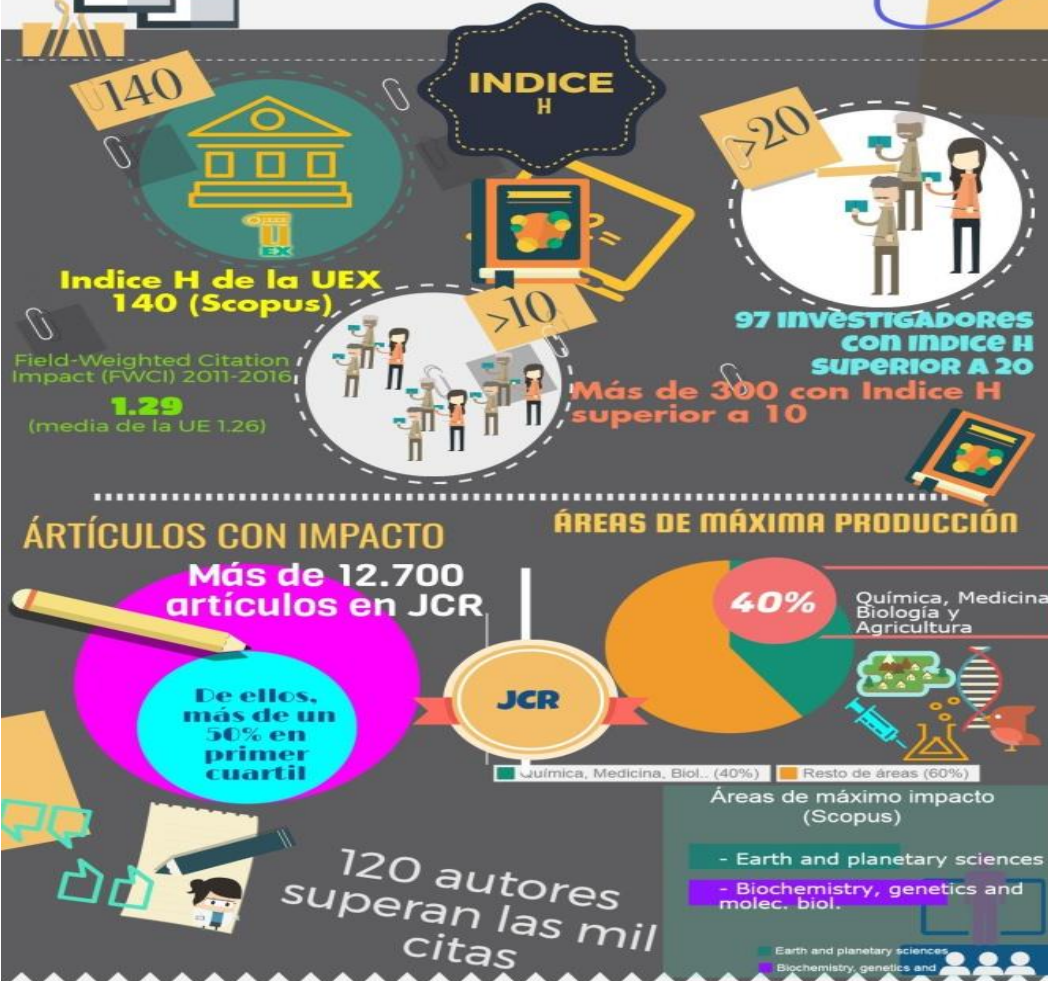 INDICE
H
140
>20
UEX
Indice H de la UEX
140 (Scopus)
>10
Field-Weighted Citation
Impact (FWCI) 2011-2016
1.29
(media de la UE 1.26)
97 INVESTIGADORES
CON INDICE H
SUPERIOR A 20
Más de 300 con Indice H
superior a 10
ÁRTÍCULOS CON IMPACTO
Más de 12.700
artículos en JCR
De ellos,
más de un
50% en
primer
cuartil
JCR
ÁREAS DE MÁXIMA PRODUCCIÓN
40%
Química, Medicina
Biología y
Agricultura
Química, Medicina, Biol.. (40%)
Resto de áreas (60%)
120 autores
superan las mil
citas
Áreas de máximo impacto
(Scopus)
- Earth and planetary sciences
- Biochemistry, genetics and
molec. biol.
Earth and planetary sciences
Biochemistry, genetics and